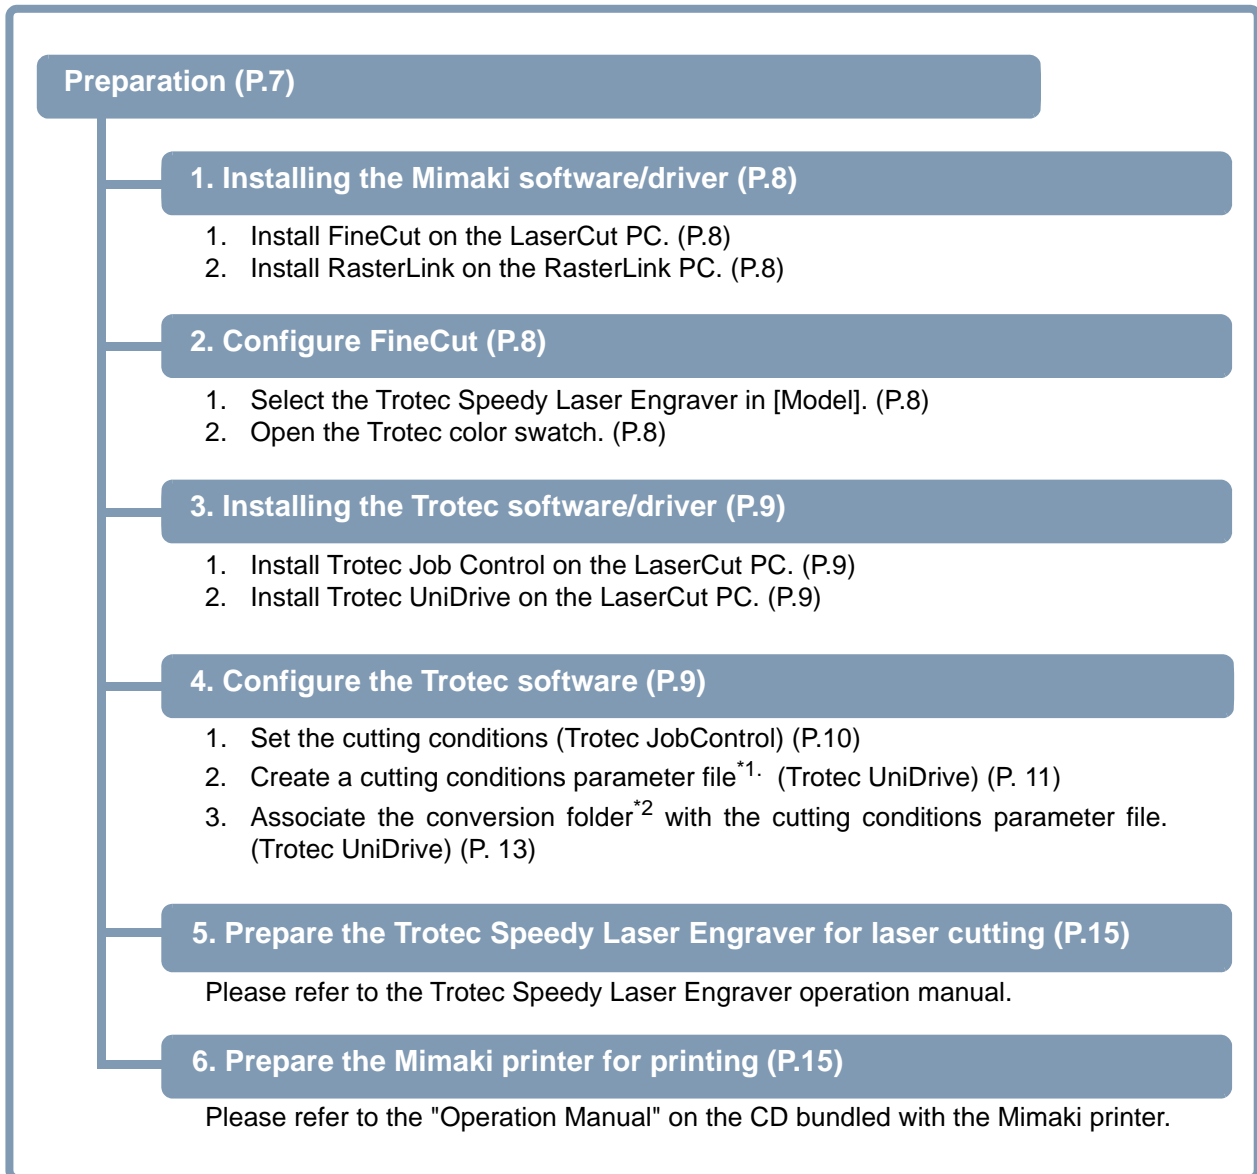 Preparation (P.7)
1. Installing the Mimaki software/driver (P.8)
1. Install FineCut on the LaserCut PC. (P.8)
2. Install RasterLink on the RasterLink PC. (P.8)
2. Configure FineCut (P.8)
1. Select the Trotec Speedy Laser Engraver in [Model]. (P.8)
2. Open the Trotec color swatch. (P.8)
3. Installing the Trotec software/driver (P.9)
1. Install Trotec Job Control on the LaserCut PC. (P.9)
2. Install Trotec UniDrive on the LaserCut PC. (P.9)
4. Configure the Trotec software (P.9)
1. Set the cutting conditions (Trotec JobControl) (P.10)
2. Create a cutting conditions parameter file*1. (Trotec UniDrive) (P. 11)
3. Associate the conversion folder*2 with the cutting conditions parameter file.
(Trotec UniDrive) (P. 13)
5. Prepare the Trotec Speedy Laser Engraver for laser cutting (P.15)
Please refer to the Trotec Speedy Laser Engraver operation manual.
6. Prepare the Mimaki printer for printing (P.15)
Please refer to the "Operation Manual" on the CD bundled with the Mimaki printer.